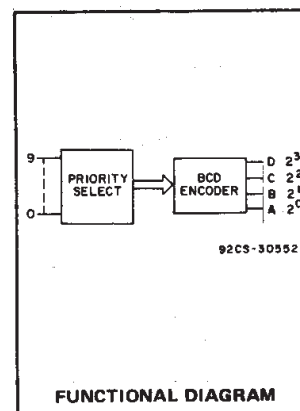 9
PRIORITY
SELECT
0
BCD
ENCODER
D 2³
C 2²
B 2¹
A 2⁰
92CS-30552
FUNCTIONAL DIAGRAM